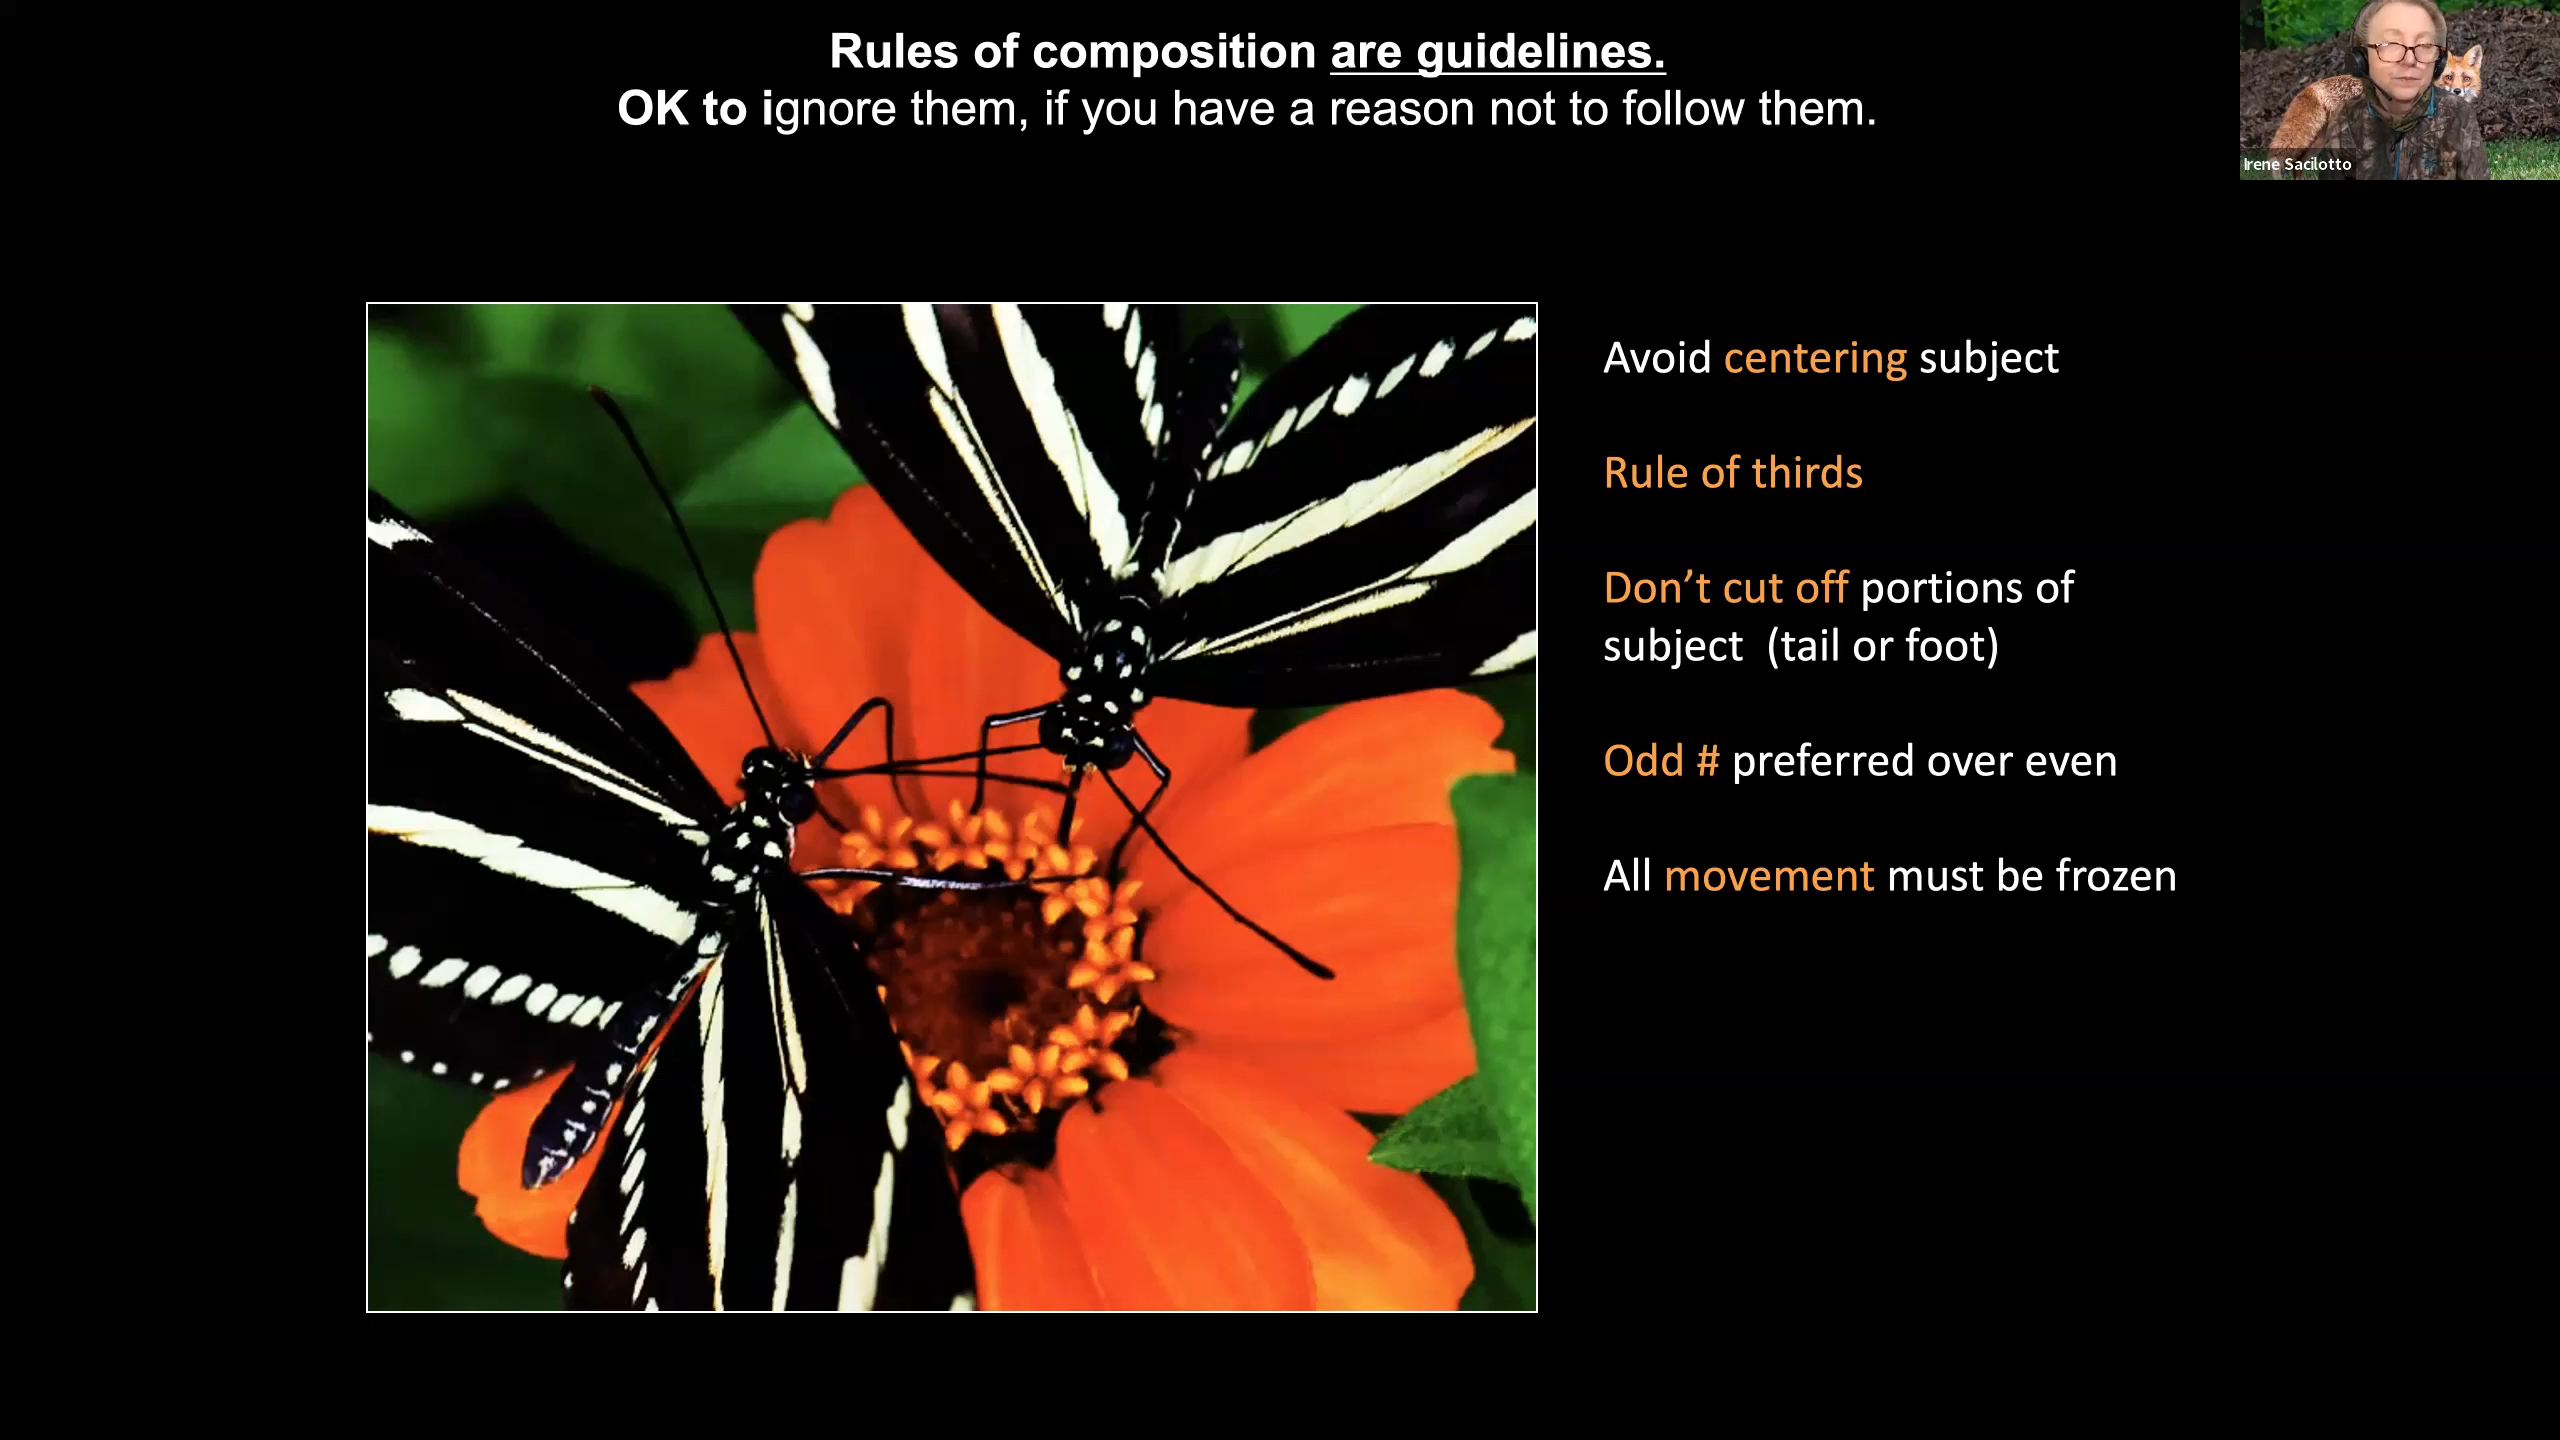 Rules of composition are guidelines.
OK to ignore them, if you have a reason not to follow them.
Irene Sacilotto
Avoid centering subject
Rule of thirds
Don’t cut off portions of
subject  (tail or foot)
Odd # preferred over even
All movement must be frozen